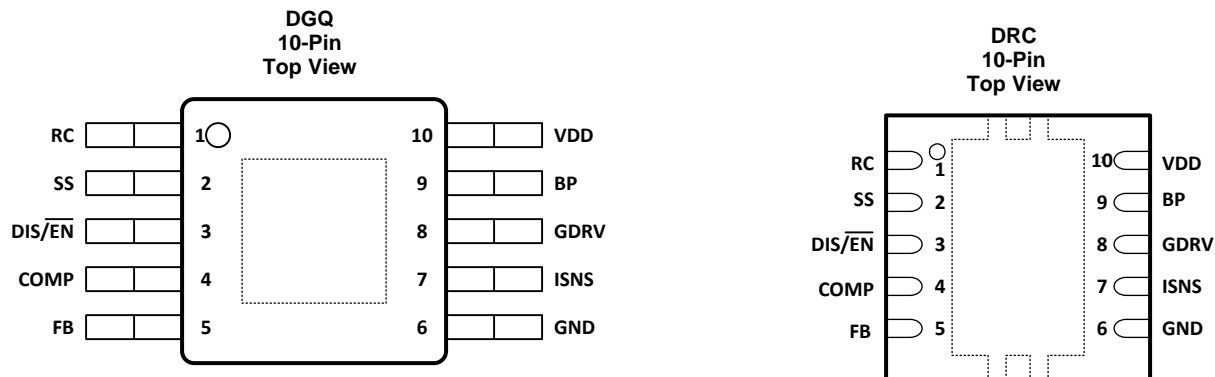 DGQ
10-Pin
Top View
RC 1 10 VDD
SS 2 9 BP
DIS/E̅N̅ 3 8 GDRV
COMP 4 7 ISNS
FB 5 6 GND
DRC
10-Pin
Top View
RC 1 10 VDD
SS 2 9 BP
DIS/E̅N̅ 3 8 GDRV
COMP 4 7 ISNS
FB 5 6 GND